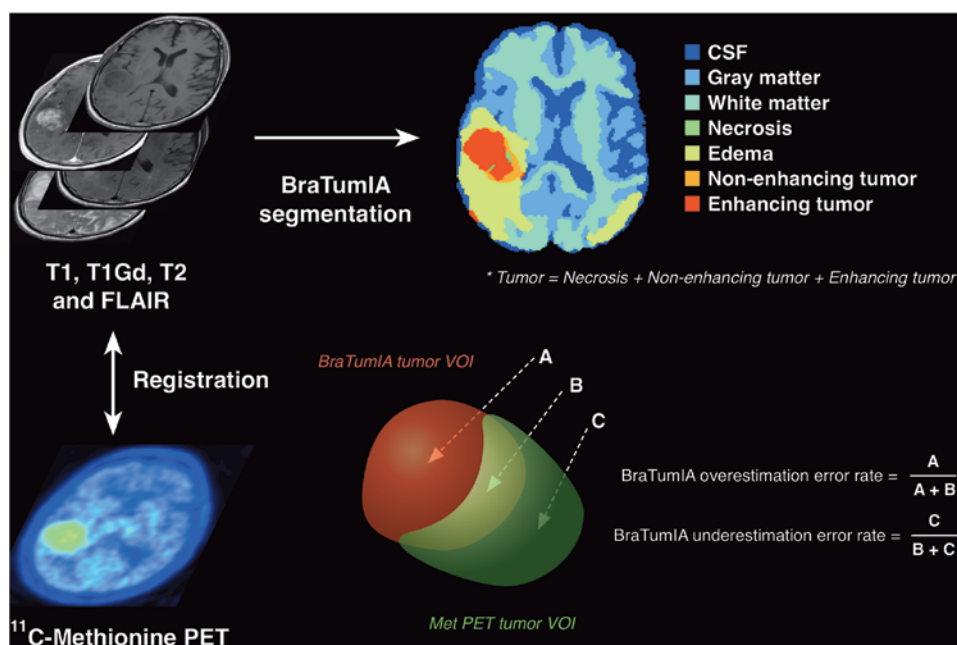 CSF
Gray matter
White matter
Necrosis
Edema
Non-enhancing tumor
Enhancing tumor
BraTumIA
segmentation
T1, T1Gd, T2
and FLAIR
* Tumor = Necrosis + Non-enhancing tumor + Enhancing tumor
Registration
BraTumIA tumor VOI
A
B
C
BraTumIA overestimation error rate = A / A + B
BraTumIA underestimation error rate = C / B + C
Met PET tumor VOI
¹¹C-Methionine PET